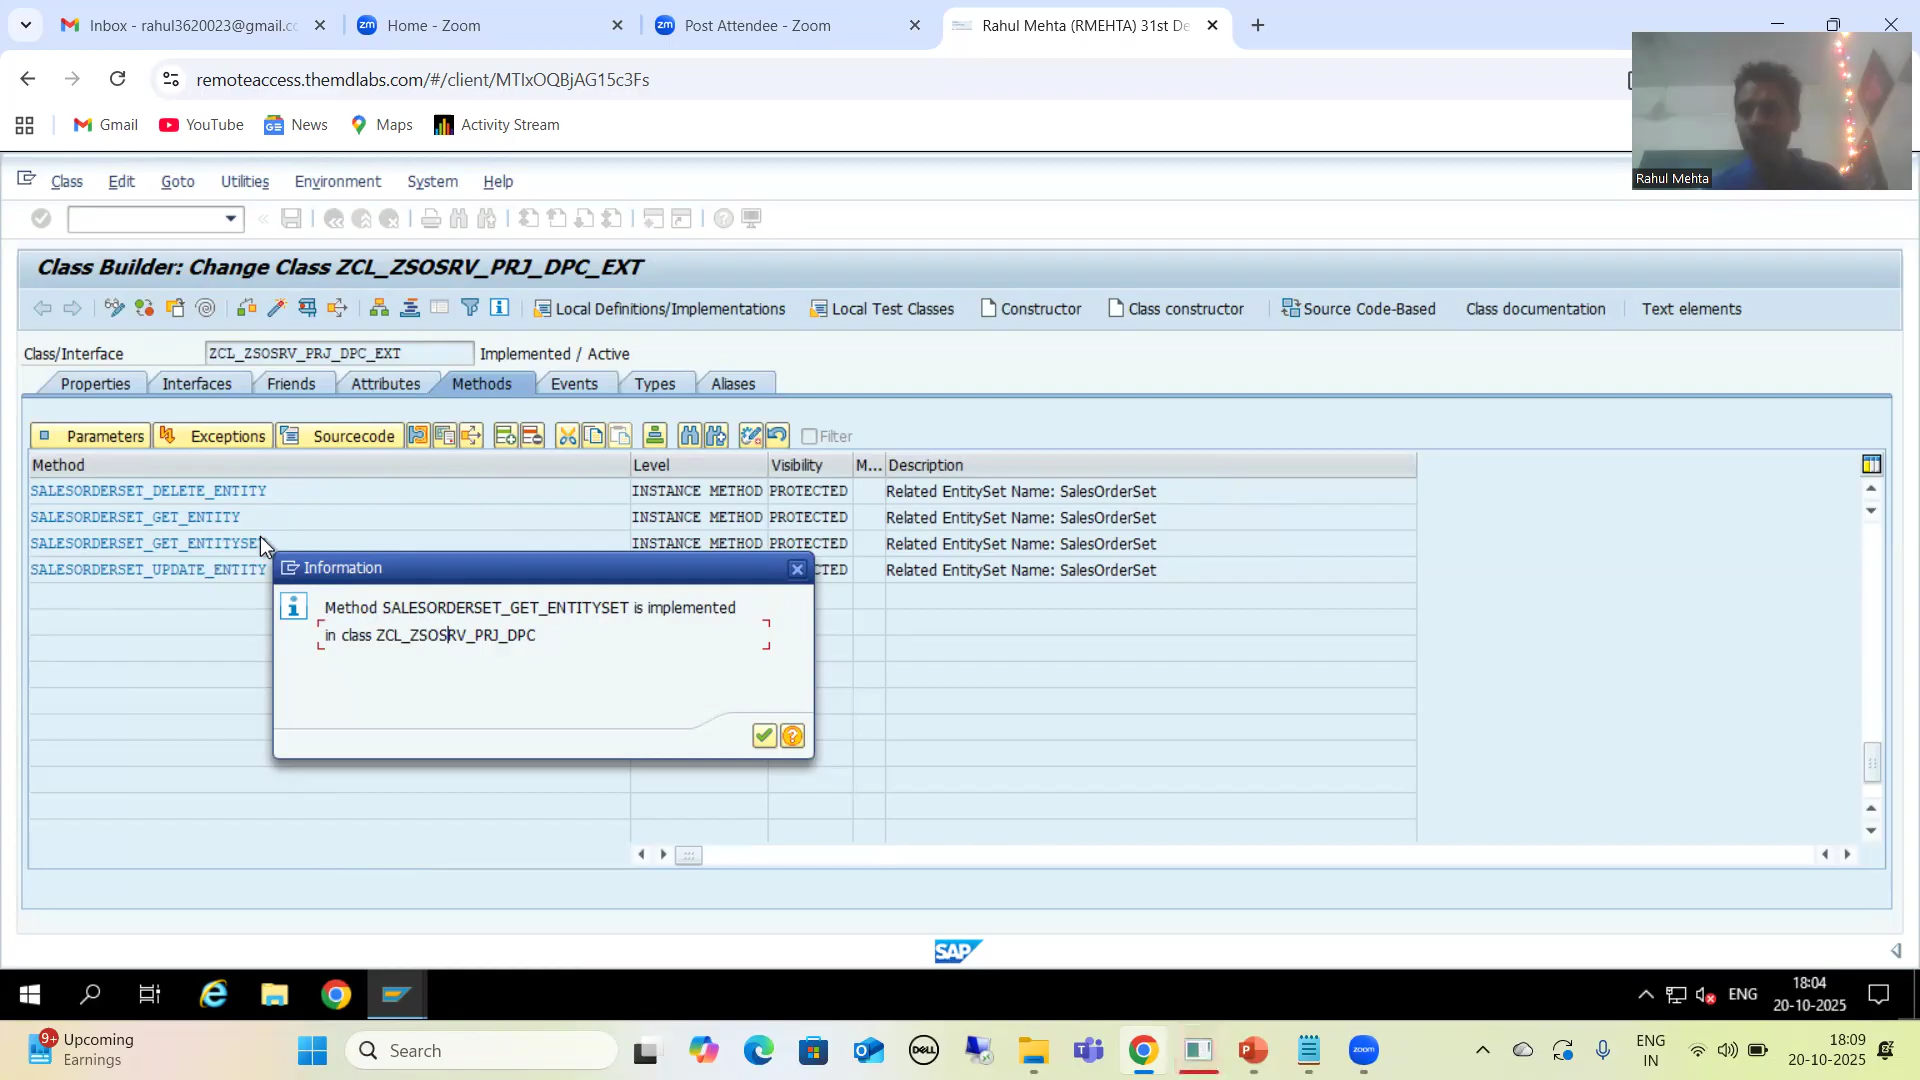 Inbox - rahul3620023@gmail.cc
Home - Zoom
Post Attendee - Zoom
Rahul Mehta (RMEHTA) 31st De
remoteaccess.themdlabs.com/#/client/MTIxOQBjAG15c3Fs
Gmail
YouTube
News
Maps
Activity Stream
Rahul Mehta
Class Edit Goto Utilities Environment System Help
Class Builder: Change Class ZCL_ZSOSRV_PRJ_DPC_EXT
Local Definitions/Implementations Local Test Classes Constructor Class constructor Source Code-Based Class documentation Text elements
Class/Interface ZCL_ZSOSRV_PRJ_DPC_EXT Implemented / Active
Properties Interfaces Friends Attributes Methods Events Types Aliases
Parameters Exceptions Sourcecode Filter
Method Level Visibility M... Description
SALESORDERSET_DELETE_ENTITY INSTANCE METHOD PROTECTED Related EntitySet Name: SalesOrderSet
SALESORDERSET_GET_ENTITY INSTANCE METHOD PROTECTED Related EntitySet Name: SalesOrderSet
SALESORDERSET_GET_ENTITYSE INSTANCE METHOD PROTECTED Related EntitySet Name: SalesOrderSet
SALESORDERSET_UPDATE_ENTITY CTED Related EntitySet Name: SalesOrderSet
Information
Method SALESORDERSET_GET_ENTITYSET is implemented
in class ZCL_ZSOSRV_PRJ_DPC
SAP
ENG
18:04
20-10-2025
9+
Upcoming
Earnings
Search
DELL
zoom
ENG
IN
18:09
20-10-2025